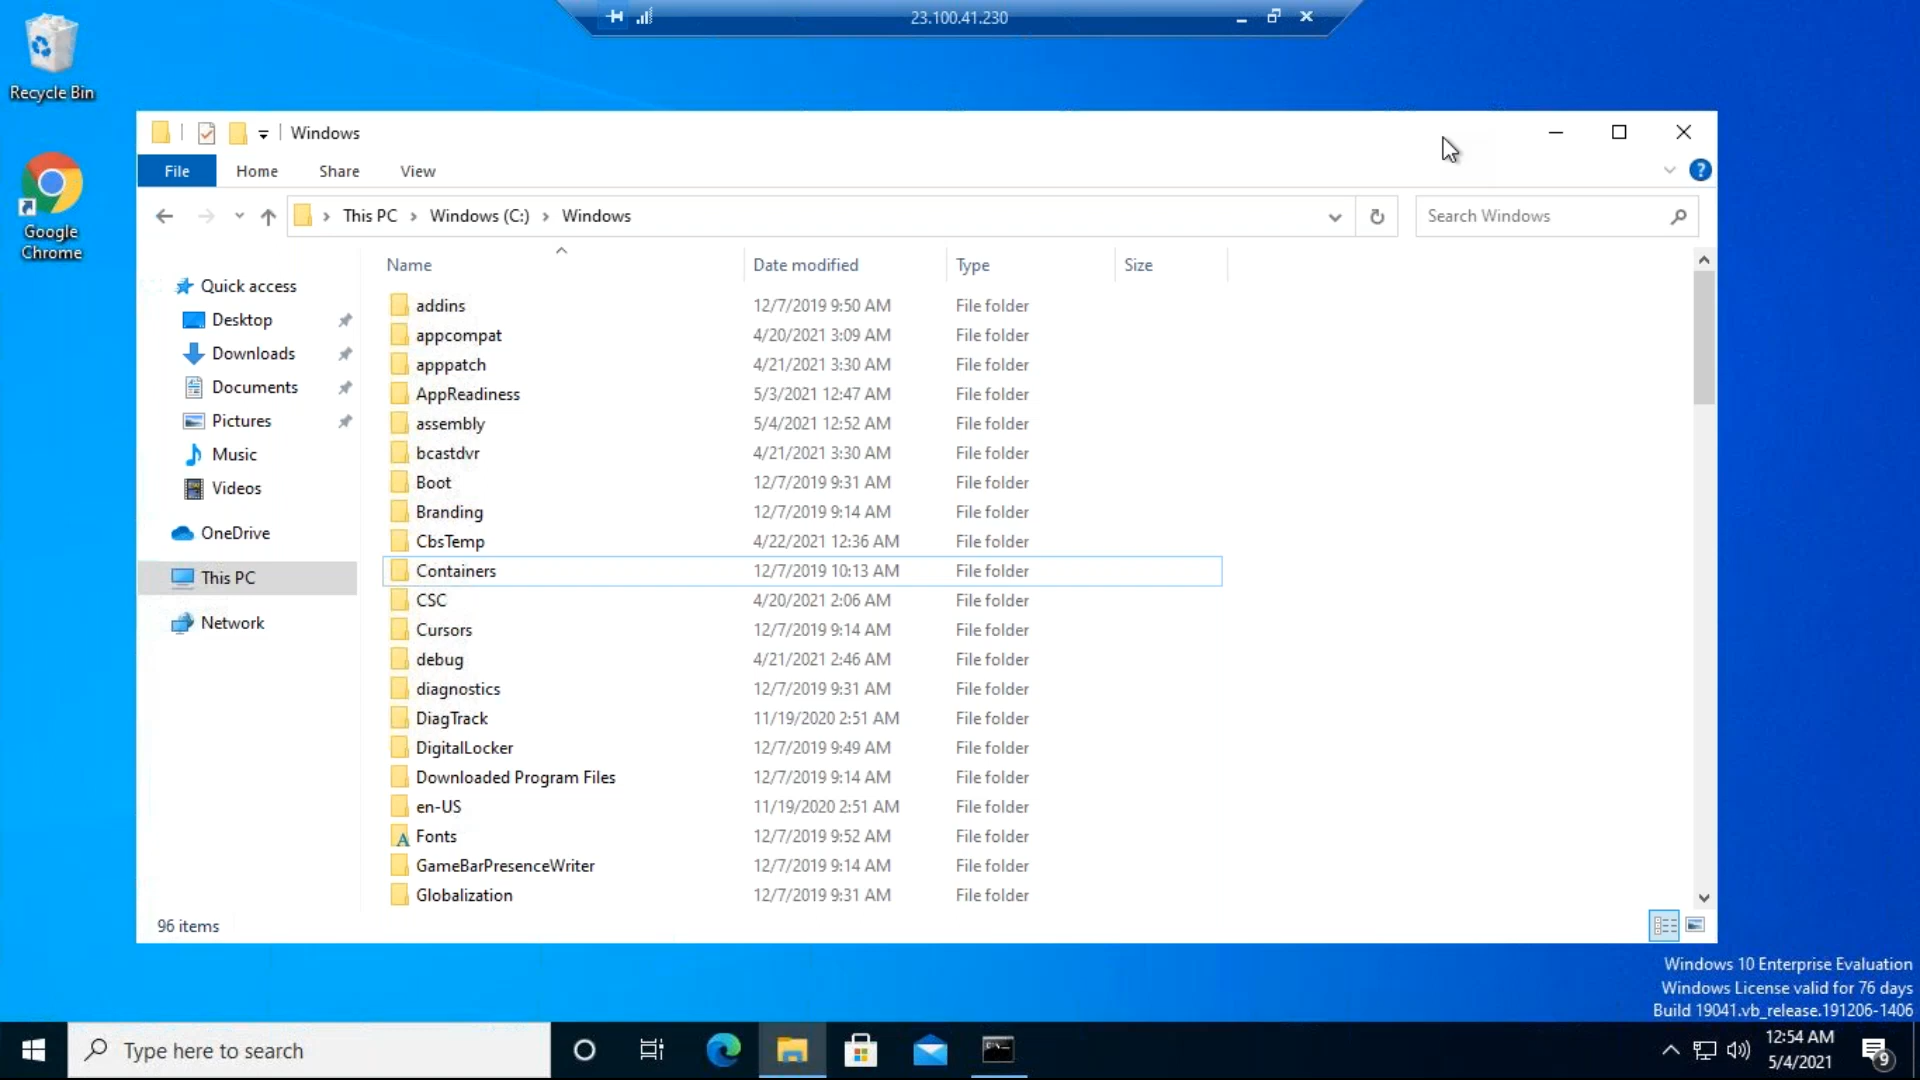 23.100.41.230
Recycle Bin
Google
Chrome
Windows
File Home Share View
This PC > Windows (C:) > Windows
Search Windows
Name Date modified Type Size
Quick access
Desktop
Downloads
Documents
Pictures
Music
Videos
OneDrive
This PC
Network
addins 12/7/2019 9:50 AM File folder
appcompat 4/20/2021 3:09 AM File folder
apppatch 4/21/2021 3:30 AM File folder
AppReadiness 5/3/2021 12:47 AM File folder
assembly 5/4/2021 12:52 AM File folder
bcastdvr 4/21/2021 3:30 AM File folder
Boot 12/7/2019 9:31 AM File folder
Branding 12/7/2019 9:14 AM File folder
CbsTemp 4/22/2021 12:36 AM File folder
Containers 12/7/2019 10:13 AM File folder
CSC 4/20/2021 2:06 AM File folder
Cursors 12/7/2019 9:14 AM File folder
debug 4/21/2021 2:46 AM File folder
diagnostics 12/7/2019 9:31 AM File folder
DiagTrack 11/19/2020 2:51 AM File folder
DigitalLocker 12/7/2019 9:49 AM File folder
Downloaded Program Files 12/7/2019 9:14 AM File folder
en-US 11/19/2020 2:51 AM File folder
Fonts 12/7/2019 9:52 AM File folder
GameBarPresenceWriter 12/7/2019 9:14 AM File folder
Globalization 12/7/2019 9:31 AM File folder
96 items
Windows 10 Enterprise Evaluation
Windows License valid for 76 days
Build 19041.vb_release.191206-1406
Type here to search
12:54 AM
5/4/2021
9